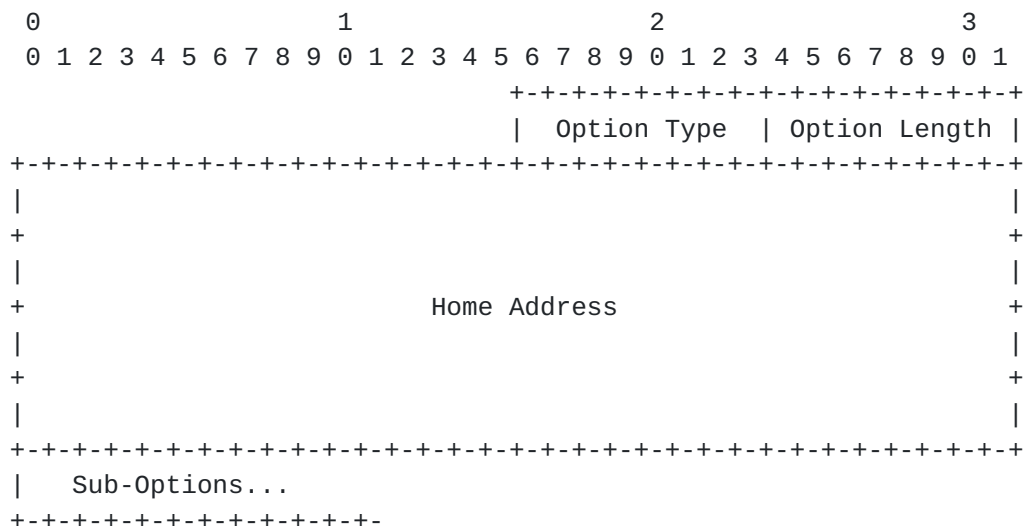 0                   1                   2                   3
 0 1 2 3 4 5 6 7 8 9 0 1 2 3 4 5 6 7 8 9 0 1 2 3 4 5 6 7 8 9 0 1
                                +-+-+-+-+-+-+-+-+-+-+-+-+-+-+-+-+
                                |  Option Type  | Option Length |
+-+-+-+-+-+-+-+-+-+-+-+-+-+-+-+-+-+-+-+-+-+-+-+-+-+-+-+-+-+-+-+-+
|                                                               |
+                                                               +
|                                                               |
+                          Home Address                         +
|                                                               |
+                                                               +
|                                                               |
+-+-+-+-+-+-+-+-+-+-+-+-+-+-+-+-+-+-+-+-+-+-+-+-+-+-+-+-+-+-+-+-+
|   Sub-Options...
+-+-+-+-+-+-+-+-+-+-+-+-